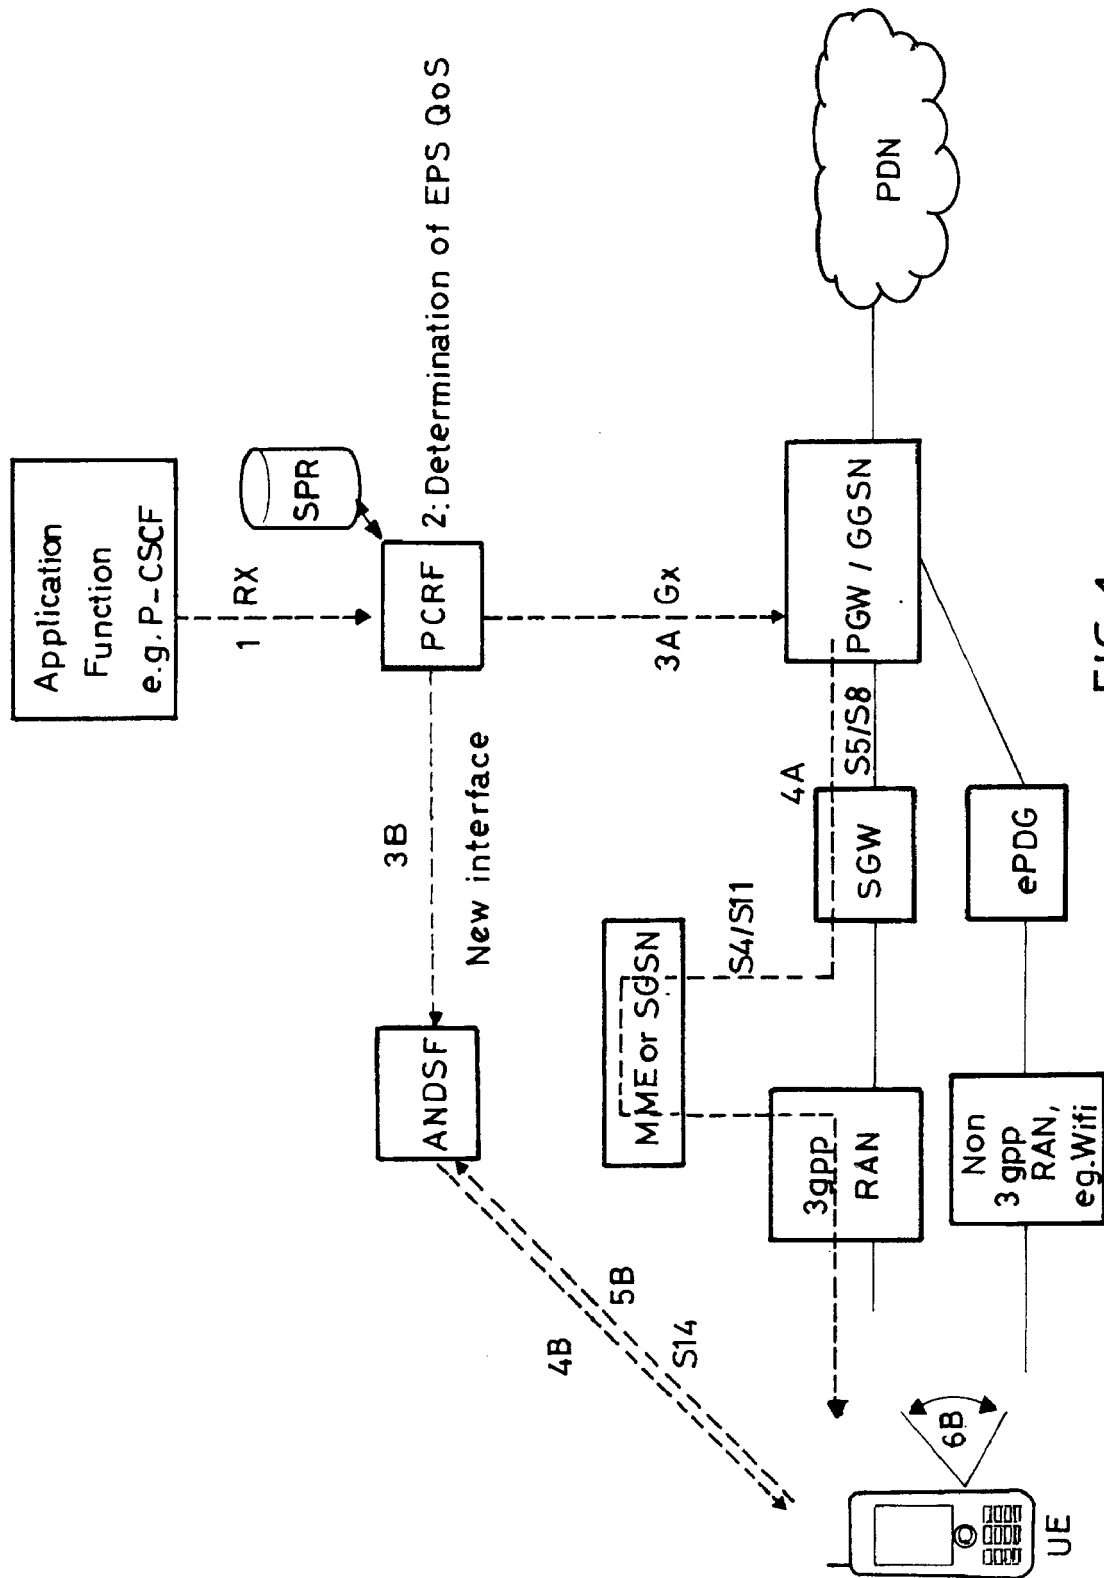 Application
Function
e.g. P-CSCF
1
RX
SPR
PCRF
2: Determination of EPS QoS
3B
New interface
ANDSF
3A
Gx
4B
5B
S14
MME or SGSN
S4/S11
4A
S5/S8
3gpp
RAN
SGW
PGW / GGSN
PDN
Non
3gpp
RAN,
eg. Wifi
ePDG
6B
UE